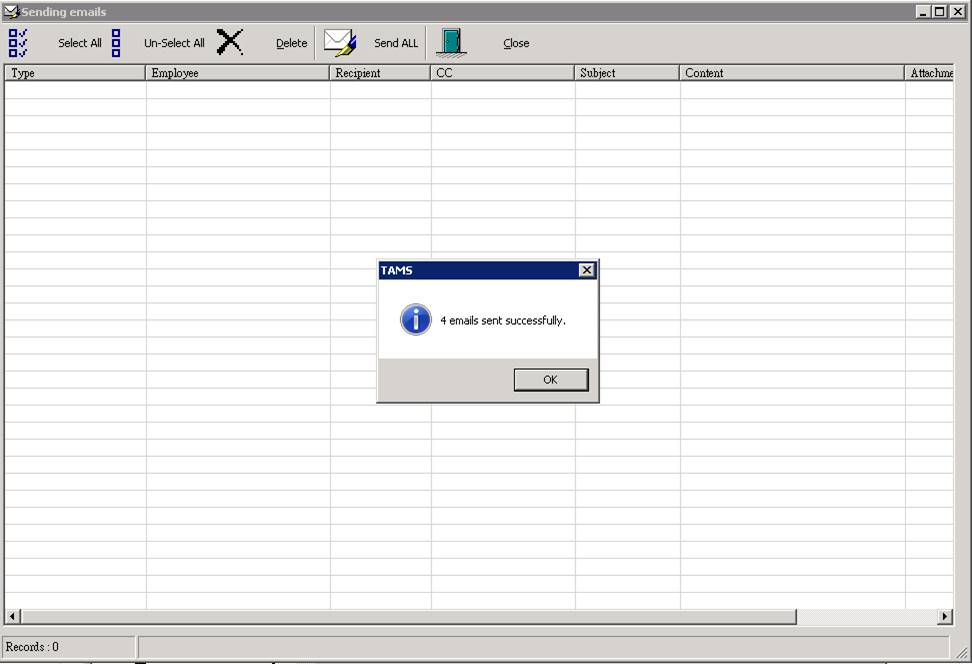 Sending emails
Select All Un-Select All Delete Send ALL Close
Type Employee Recipient CC Subject Content Attachme
TAMS
4 emails sent successfully.
OK
Records : 0